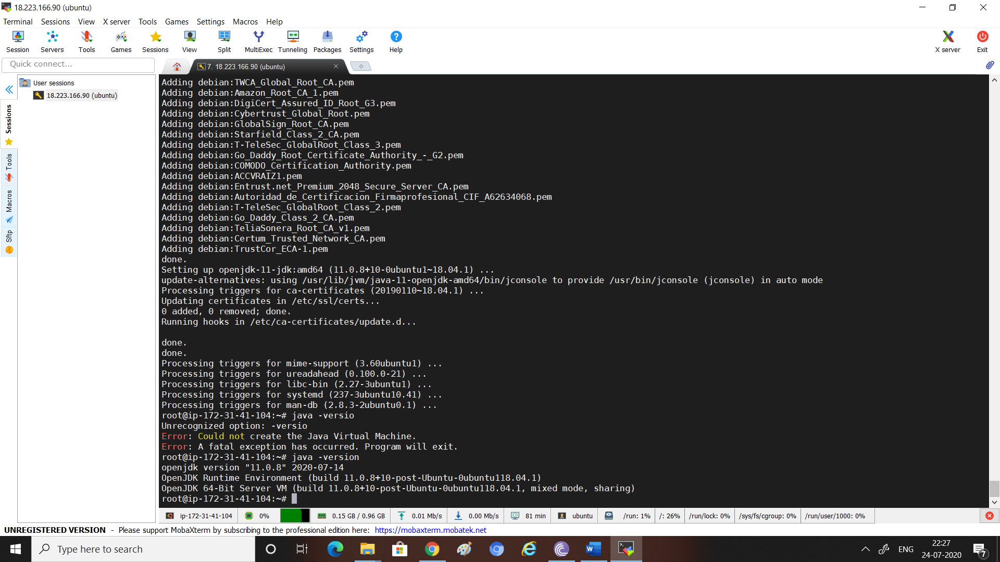 18.223.166.90 (ubuntu)
Terminal Sessions View X server Tools Games Settings Macros Help
Session Servers Tools Games Sessions View Split MultiExec Tunneling Packages Settings Help X server Exit
Quick connect...
7. 18.223.166.90 (ubuntu)
User sessions
18.223.166.90 (ubuntu)
Sessions
Tools
Macros
Sftp
Adding debian:TWCA_Global_Root_CA.pem
Adding debian:Amazon_Root_CA_1.pem
Adding debian:DigiCert_Assured_ID_Root_G3.pem
Adding debian:Cybertrust_Global_Root.pem
Adding debian:GlobalSign_Root_CA.pem
Adding debian:Starfield_Class_2_CA.pem
Adding debian:T-TeleSec_GlobalRoot_Class_3.pem
Adding debian:Go_Daddy_Root_Certificate_Authority_-_G2.pem
Adding debian:COMODO_Certification_Authority.pem
Adding debian:ACCVRAIZ1.pem
Adding debian:Entrust.net_Premium_2048_Secure_Server_CA.pem
Adding debian:Autoridad_de_Certificacion_Firmaprofesional_CIF_A62634068.pem
Adding debian:T-TeleSec_GlobalRoot_Class_2.pem
Adding debian:Go_Daddy_Class_2_CA.pem
Adding debian:TeliaSonera_Root_CA_v1.pem
Adding debian:Certum_Trusted_Network_CA.pem
Adding debian:TrustCor_ECA-1.pem
done.
Setting up openjdk-11-jdk:amd64 (11.0.8+10-0ubuntu1~18.04.1) ...
update-alternatives: using /usr/lib/jvm/java-11-openjdk-amd64/bin/jconsole to provide /usr/bin/jconsole (jconsole) in auto mode
Processing triggers for ca-certificates (20190110~18.04.1) ...
Updating certificates in /etc/ssl/certs...
0 added, 0 removed; done.
Running hooks in /etc/ca-certificates/update.d...
done.
done.
Processing triggers for mime-support (3.60ubuntu1) ...
Processing triggers for ureadahead (0.100.0-21) ...
Processing triggers for libc-bin (2.27-3ubuntu1) ...
Processing triggers for systemd (237-3ubuntu10.41) ...
Processing triggers for man-db (2.8.3-2ubuntu0.1) ...
root@ip-172-31-41-104:~# java -versio
Unrecognized option: -versio
Error: Could not create the Java Virtual Machine.
Error: A fatal exception has occurred. Program will exit.
root@ip-172-31-41-104:~# java -version
openjdk version "11.0.8" 2020-07-14
OpenJDK Runtime Environment (build 11.0.8+10-post-Ubuntu-0ubuntu118.04.1)
OpenJDK 64-Bit Server VM (build 11.0.8+10-post-Ubuntu-0ubuntu118.04.1, mixed mode, sharing)
root@ip-172-31-41-104:~#
ip-172-31-41-104 0% 0.15 GB / 0.96 GB 0.01 Mb/s 0.00 Mb/s 81 min ubuntu /run: 1% /: 26% /run/lock: 0% /sys/fs/cgroup: 0% /run/user/1000: 0%
UNREGISTERED VERSION - Please support MobaXterm by subscribing to the professional edition here: https://mobaxterm.mobatek.net
Type here to search
ENG
22:27
24-07-2020
7